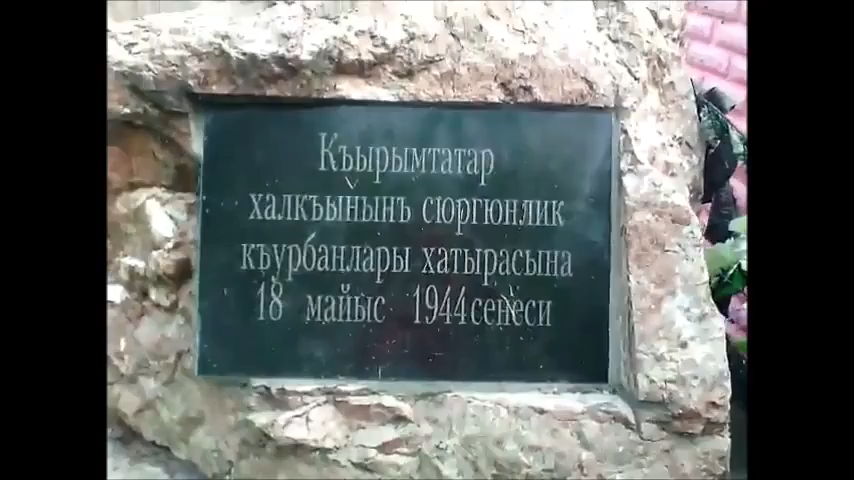 Къырымтатар
халкъынынъ сюргюнлик
къурбанлары хатырасына
18 майыс 1944 сенеси